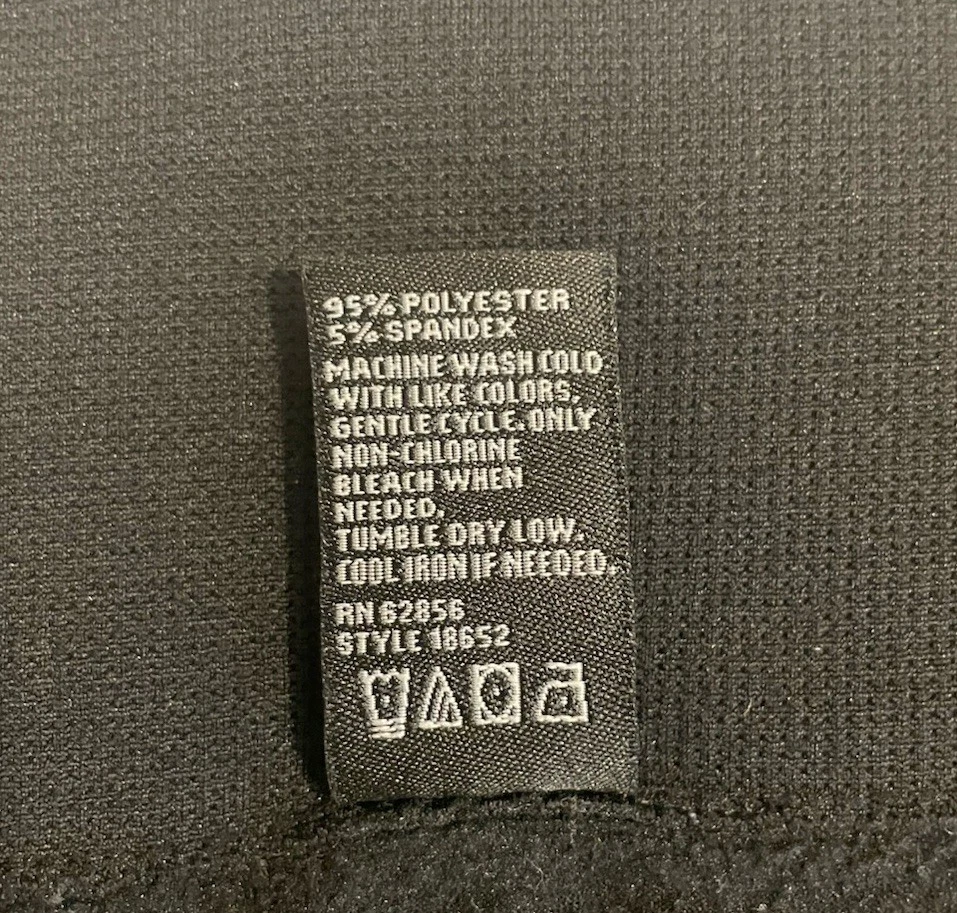 95% POLYESTER
5% SPANDEX
MACHINE WASH COLD
WITH LIKE COLORS,
GENTLE CYCLE. ONLY
NON-CHLORINE
BLEACH WHEN
NEEDED.
TUMBLE DRY LOW.
COOL IRON IF NEEDED.
RN 62856
STYLE 18652